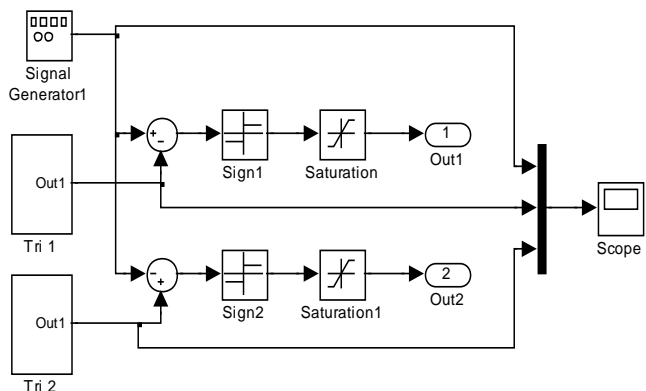 Signal
Generator1
+
−
Sign1
Saturation
1
Out1
Out1
Tri 1
Scope
−
+
Sign2
Saturation1
2
Out2
Out1
Tri 2